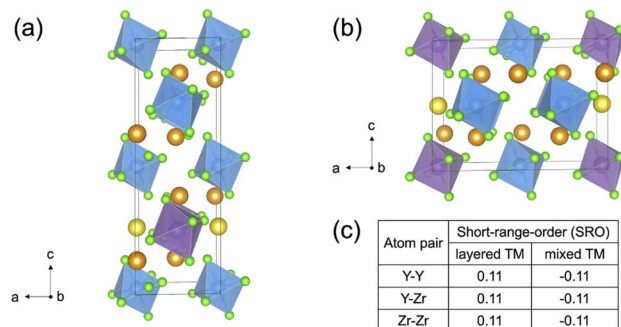 (a)
(b)
c
a
b
c
a
b
(c)
Atom pair
Short-range-order (SRO)
layered TM
mixed TM
Y-Y
0.11
-0.11
Y-Zr
0.11
-0.11
Zr-Zr
0.11
-0.11